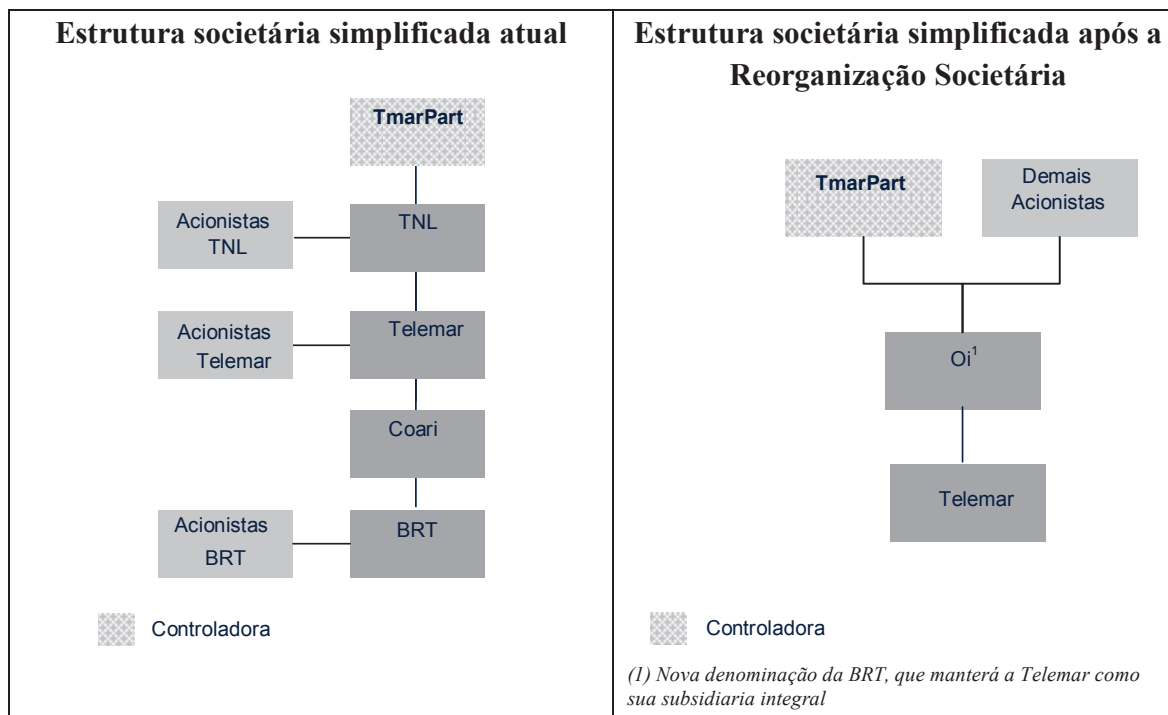 Estrutura societária simplificada atual
TmarPart
Acionistas
TNL
TNL
Acionistas
Telemar
Telemar
Coari
Acionistas
BRT
BRT
Controladora
Estrutura societária simplificada após a
Reorganização Societária
TmarPart
Demais
Acionistas
Oi¹
Telemar
Controladora
(1) Nova denominação da BRT, que manterá a Telemar como
sua subsidiaria integral